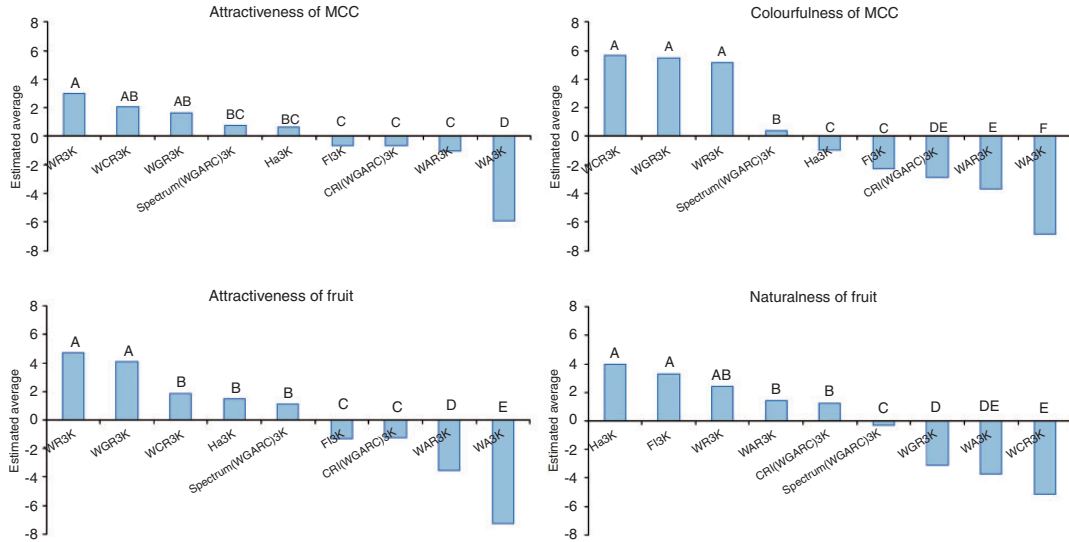 Attractiveness of MCC
Estimated average
8
6
4
2
0
-2
-4
-6
-8
A
AB
AB
BC
BC
C
C
C
D
WR3K
WCR3K
WGR3K
Spectrum(WGARC)3K
Ha3K
FI3K
CRI(WGARC)3K
WAR3K
WA3K
Colourfulness of MCC
Estimated average
8
6
4
2
0
-2
-4
-6
-8
A
A
A
B
C
C
DE
E
F
WCR3K
WGR3K
WR3K
Spectrum(WGARC)3K
Ha3K
FI3K
CRI(WGARC)3K
WAR3K
WA3K
Attractiveness of fruit
Estimated average
8
6
4
2
0
-2
-4
-6
-8
A
A
B
B
B
C
C
D
E
WR3K
WGR3K
WCR3K
Ha3K
Spectrum(WGARC)3K
FI3K
CRI(WGARC)3K
WAR3K
WA3K
Naturalness of fruit
Estimated average
8
6
4
2
0
-2
-4
-6
-8
A
A
AB
B
B
C
D
DE
E
Ha3K
FI3K
WR3K
WAR3K
CRI(WGARC)3K
Spectrum(WGARC)3K
WGR3K
WA3K
WCR3K